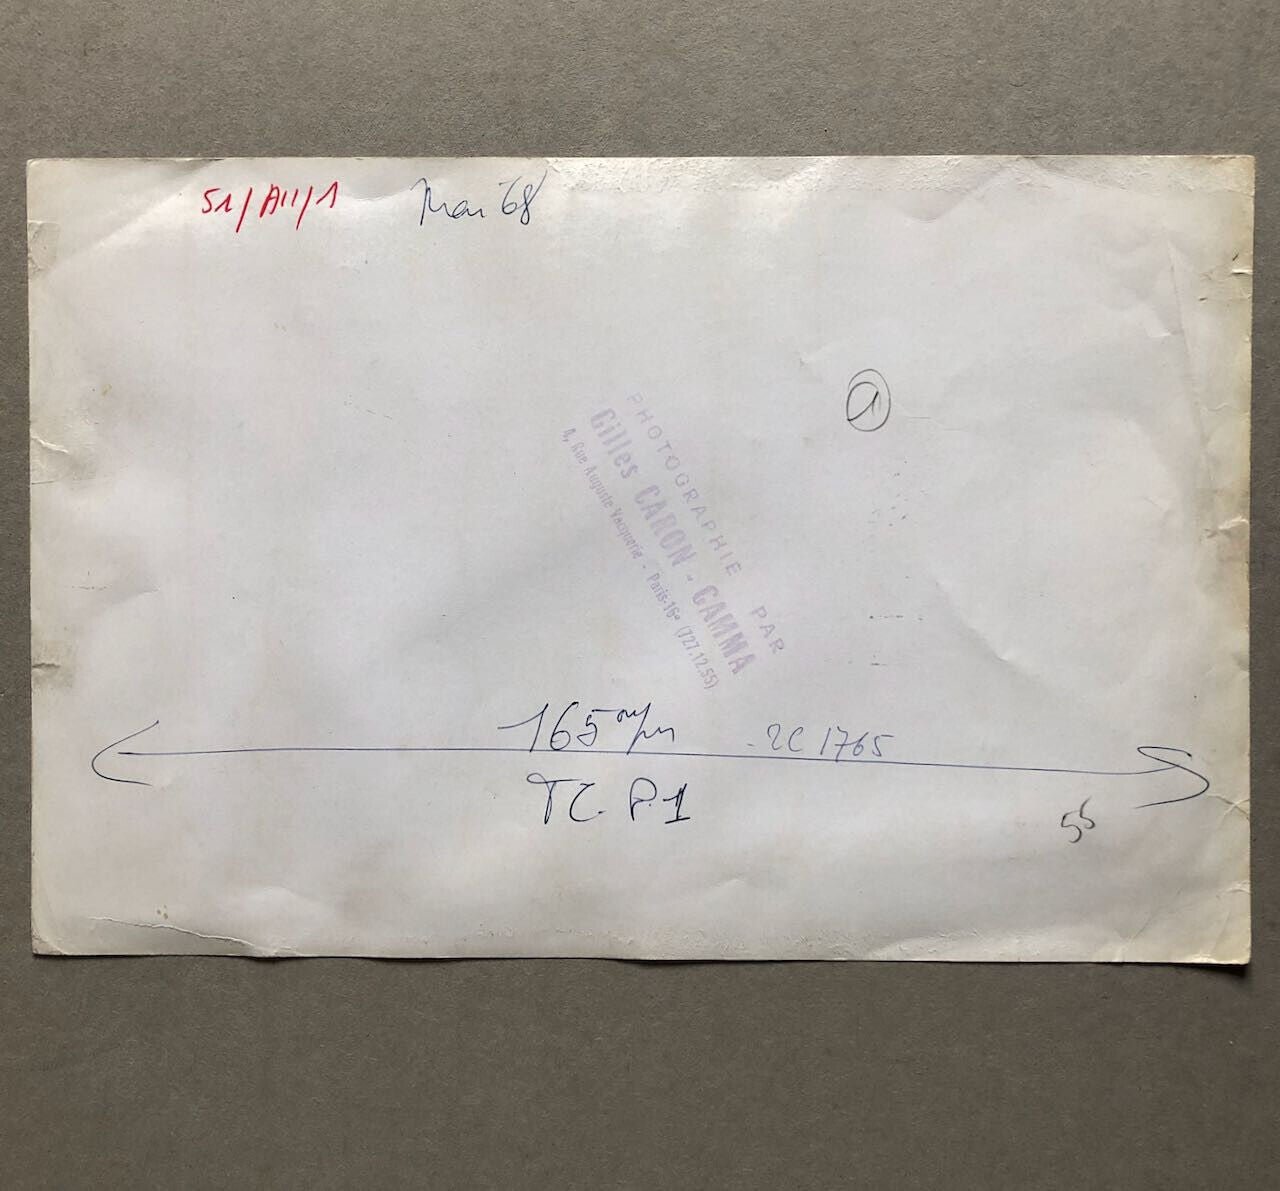 S1/A11/1
Mai 68
1
PHOTOGRAPHIE PAR
Gilles CARON - GAMMA
4, Rue Auguste Vacquerie - Paris-16e (727.12.55)
165
2C 1765
TC. P.1
55